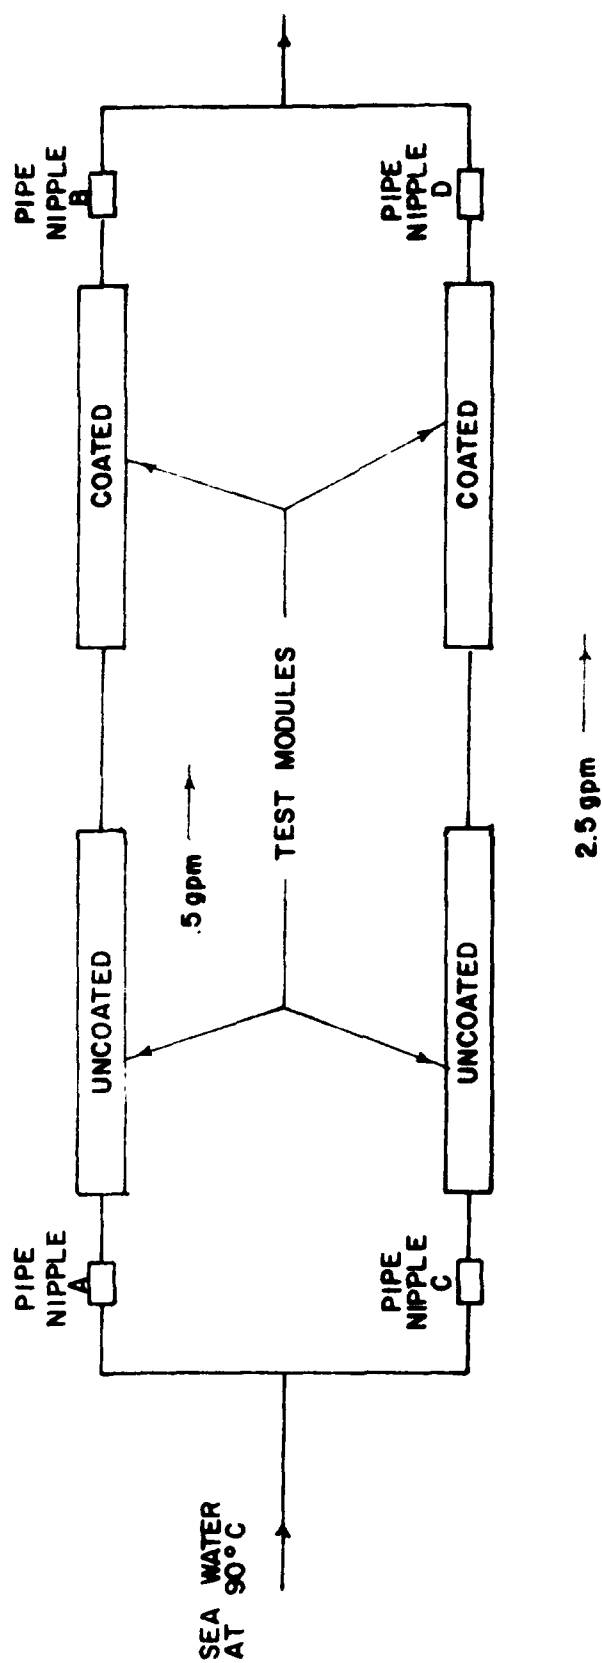 SEA WATER
AT 90°C
PIPE
NIPPLE
A
UNCOATED
COATED
PIPE
NIPPLE
B
.5 gpm
TEST MODULES
PIPE
NIPPLE
C
UNCOATED
COATED
PIPE
NIPPLE
D
2.5 gpm